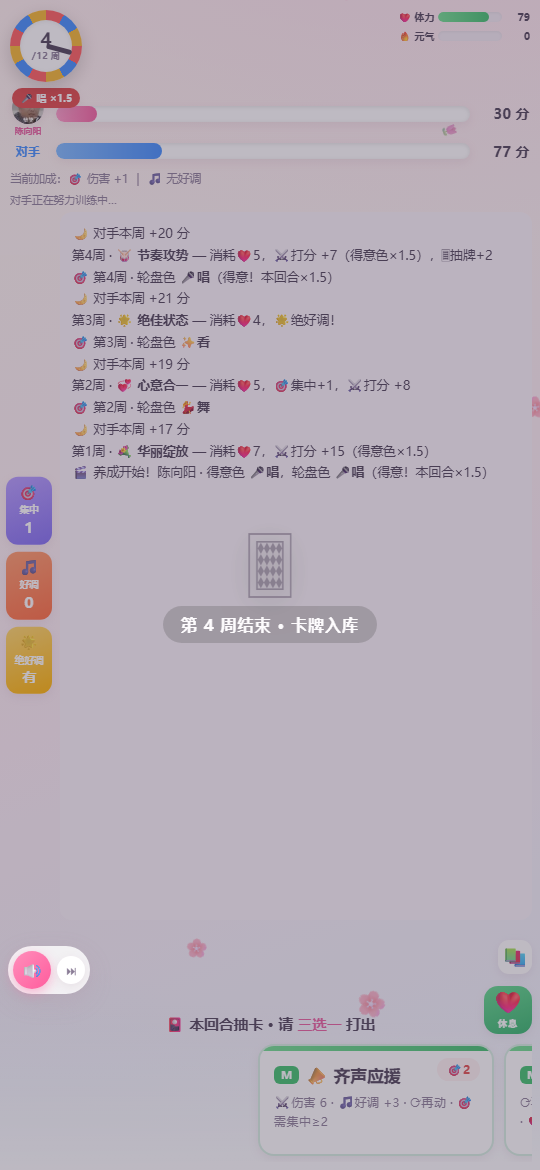 4
/12 周
体力 79
元气 0
唱 ×1.5
陈向阳
30 分
对手
77 分
当前加成： 伤害 +1 | 无好调
对手正在努力训练中...
对手本周 +20 分
第4周 · 节奏攻势 — 消耗5, 打分 +7（得意色×1.5）, 抽牌+2
第4周 · 轮盘色 唱（得意！本回合×1.5）
对手本周 +21 分
第3周 · 绝佳状态 — 消耗4, 绝好调！
第3周 · 轮盘色 香
对手本周 +19 分
第2周 · 心意合一 — 消耗5, 集中+1, 打分 +8
第2周 · 轮盘色 舞
对手本周 +17 分
第1周 · 华丽绽放 — 消耗7, 打分 +15（得意色×1.5）
养成开始！陈向阳 · 得意色 唱，轮盘色 唱（得意！本回合×1.5）
集中
1
好调
0
绝好调
有
第 4 周结束 · 卡牌入库
休息
本回合抽卡 · 请 三选一 打出
M 齐声应援 2
伤害 6 · 好调 +3 · 再动 ·
需集中≥2